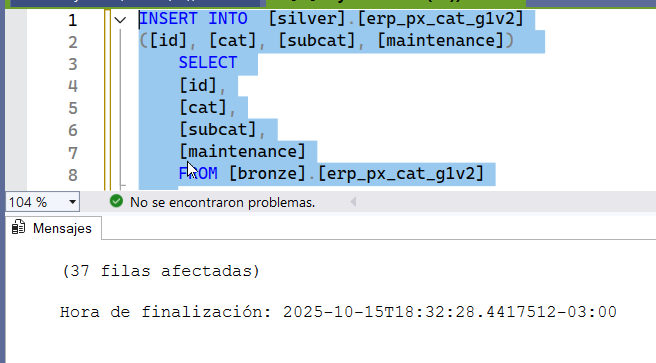 1 INSERT INTO [silver].[erp_px_cat_g1v2]
2 ([id], [cat], [subcat], [maintenance])
3 SELECT
4 [id],
5 [cat],
6 [subcat],
7 [maintenance]
8 FROM [bronze].[erp_px_cat_g1v2]
104 % No se encontraron problemas.
Mensajes
(37 filas afectadas)
Hora de finalización: 2025-10-15T18:32:28.4417512-03:00